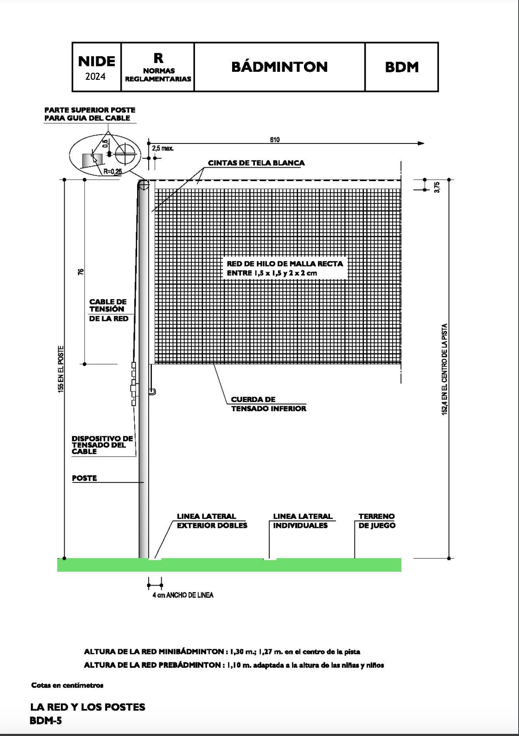 NIDE
2024
R
NORMAS
REGLAMENTARIAS
BÁDMINTON
BDM
PARTE SUPERIOR POSTE
PARA GUIA DEL CABLE
0,5
R=0,25
2,5 max.
610
CINTAS DE TELA BLANCA
3,75
76
RED DE HILO DE MALLA RECTA
ENTRE 1,5 x 1,5 y 2 x 2 cm
CABLE DE
TENSIÓN
DE LA RED
155 EN EL POSTE
152,4 EN EL CENTRO DE LA PISTA
CUERDA DE
TENSADO INFERIOR
DISPOSITIVO DE
TENSADO DEL
CABLE
POSTE
LINEA LATERAL
EXTERIOR DOBLES
LINEA LATERAL
INDIVIDUALES
TERRENO
DE JUEGO
4 cm ANCHO DE LINEA
ALTURA DE LA RED MINIBÁDMINTON : 1,30 m.; 1,27 m. en el centro de la pista
ALTURA DE LA RED PREBÁDMINTON : 1,10 m. adaptada a la altura de las niñas y niños
Cotas en centímetros
LA RED Y LOS POSTES
BDM-5